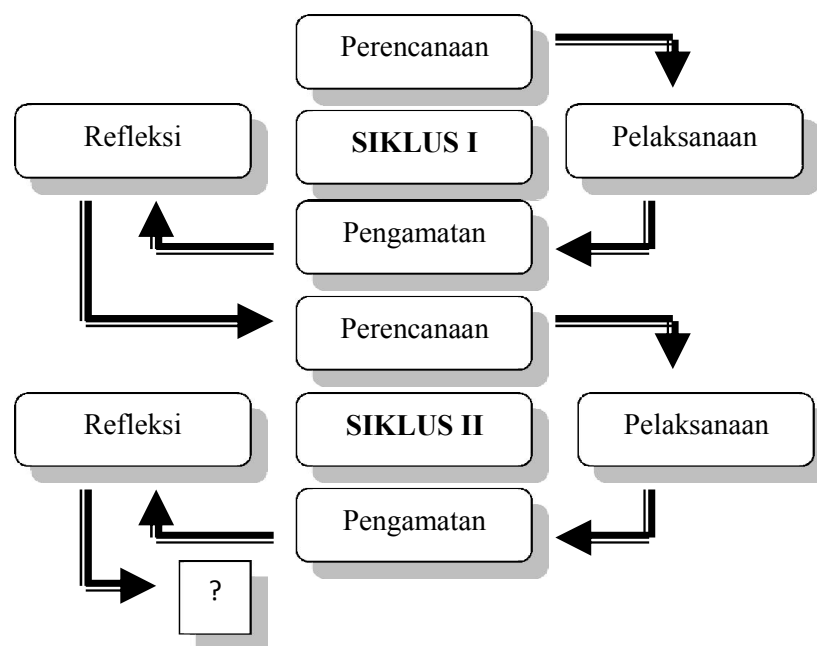 Perencanaan
Refleksi
SIKLUS I
Pelaksanaan
Pengamatan
Perencanaan
Refleksi
SIKLUS II
Pelaksanaan
Pengamatan
?